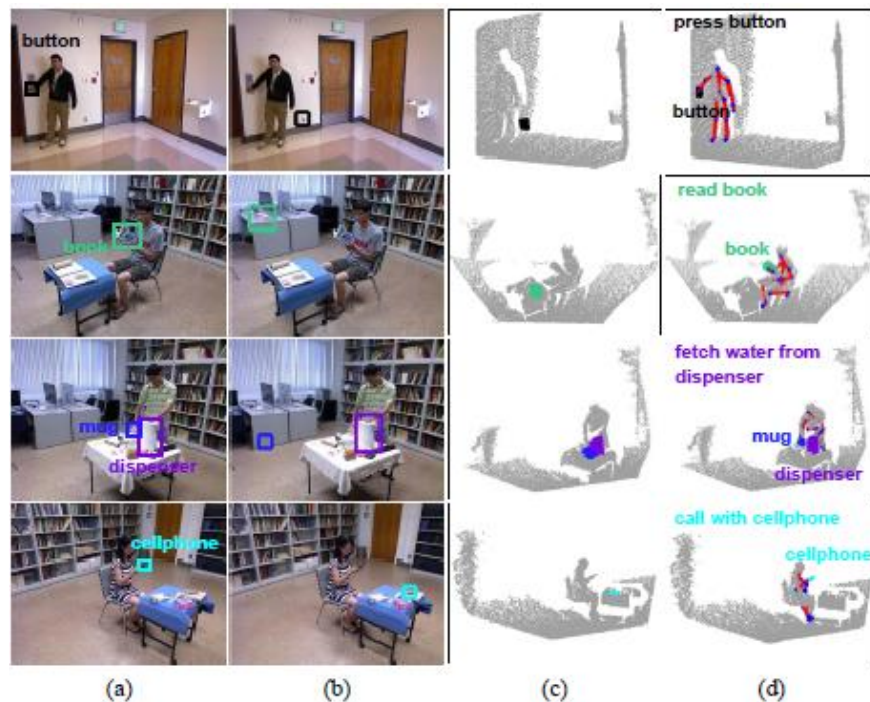 button
press button
button
read book
book
book
fetch water from
dispenser
mug
mug
dispenser
dispenser
call with cellphone
cellphone
cellphone
(a)
(b)
(c)
(d)